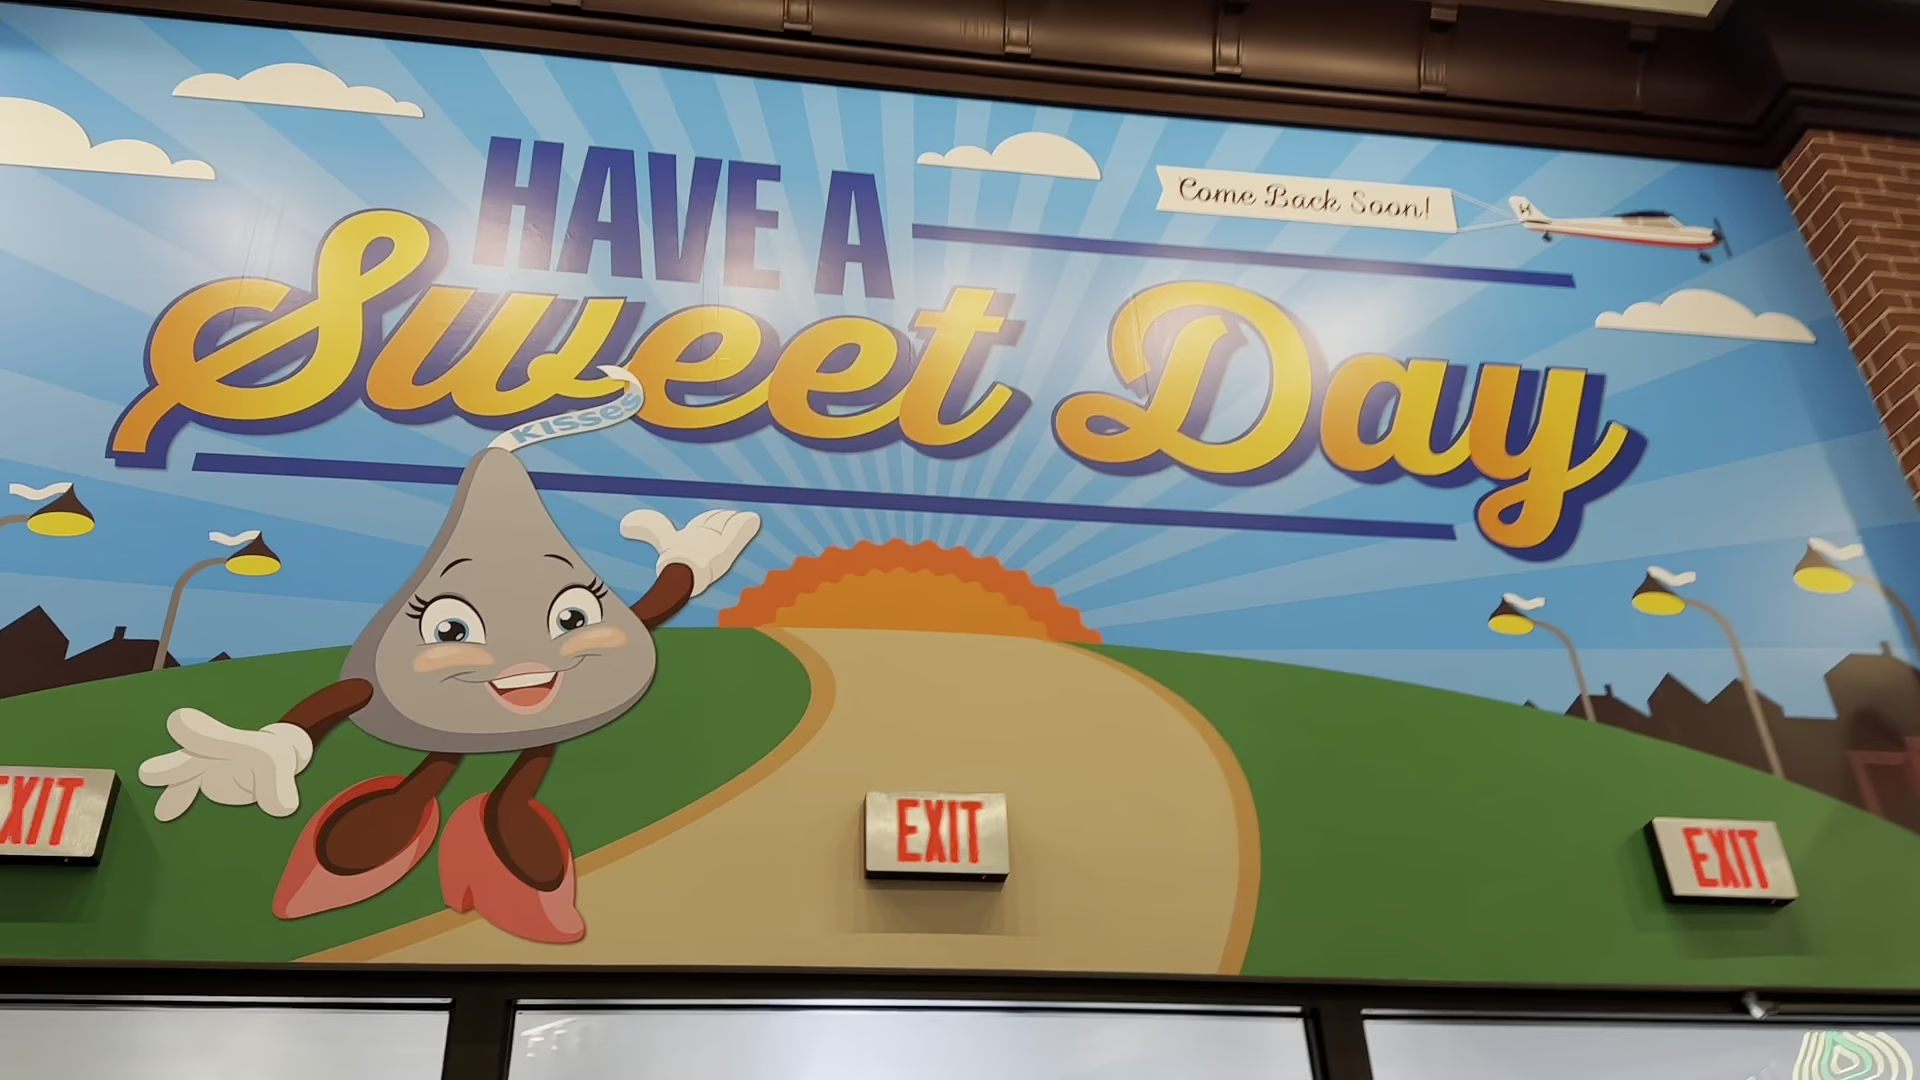 HAVE A
Come Back Soon!
Sweet Day
KISSES
EXIT
EXIT
EXIT